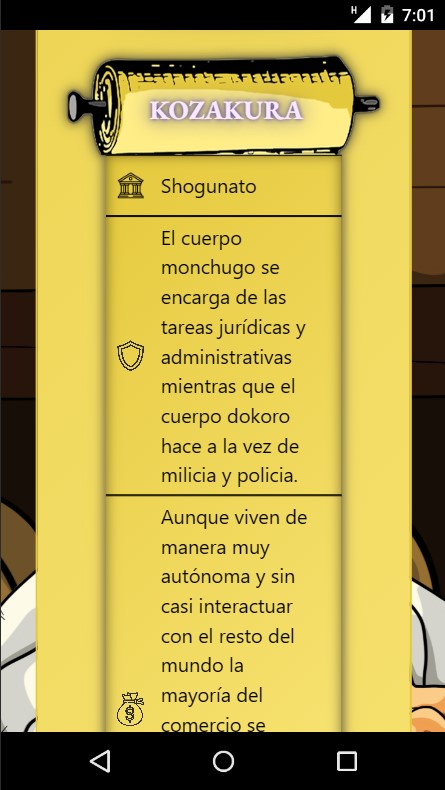 H 7:01
KOZAKURA
Shogunato
El cuerpo
monchugo se
encarga de las
tareas jurídicas y
administrativas
mientras que el
cuerpo dokoro
hace a la vez de
milicia y policia.
Aunque viven de
manera muy
autónoma y sin
casi interactuar
con el resto del
mundo la
mayoría del
comercio se